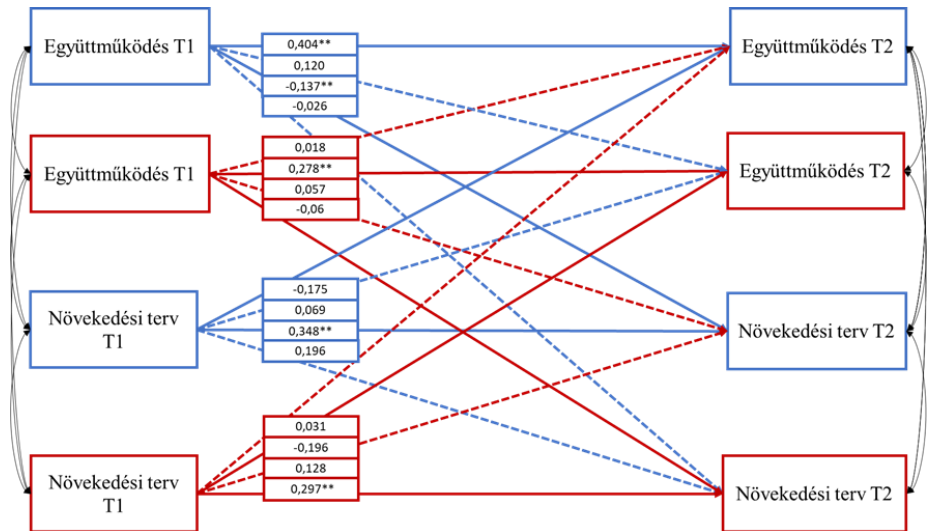 Együttműködés T1
0,404**
0,120
-0,137**
-0,026
Együttműködés T2
Együttműködés T1
0,018
0,278**
0,057
-0,06
Együttműködés T2
Növekedési terv
T1
-0,175
0,069
0,348**
0,196
Növekedési terv T2
Növekedési terv
T1
0,031
-0,196
0,128
0,297**
Növekedési terv T2